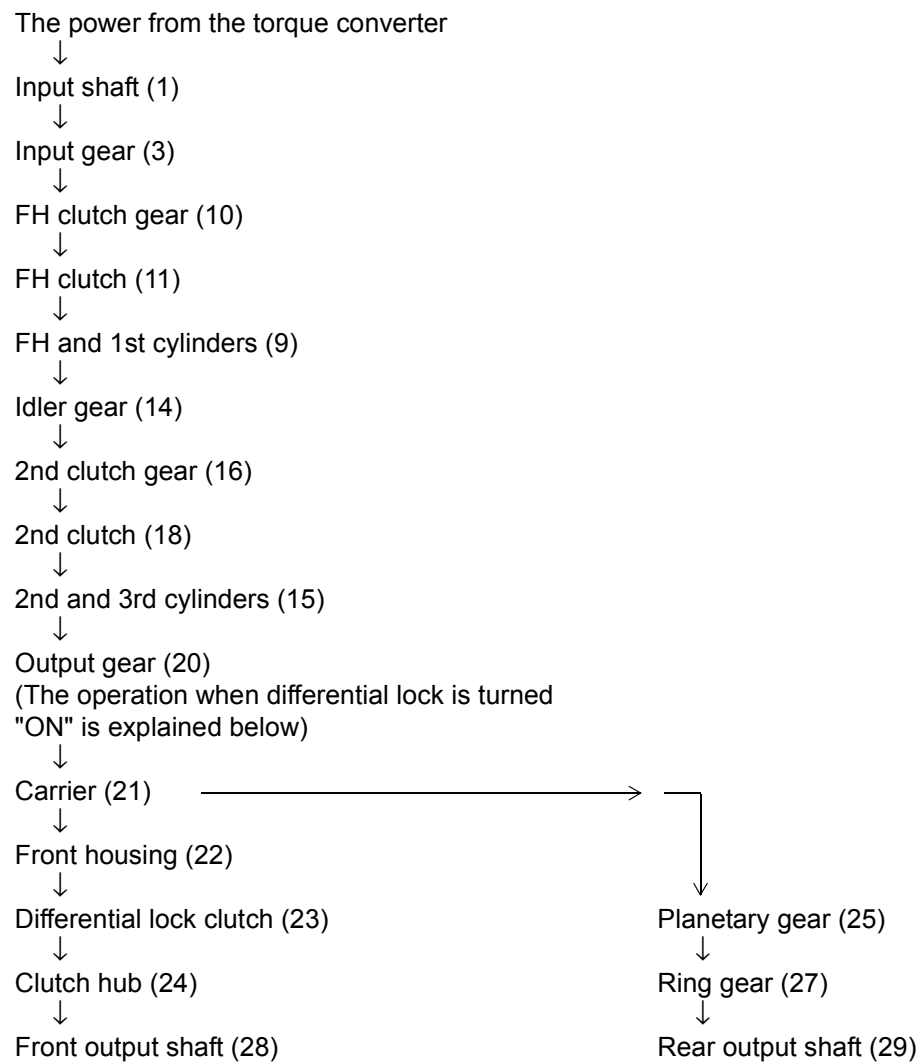 The power from the torque converter
↓
Input shaft (1)
↓
Input gear (3)
↓
FH clutch gear (10)
↓
FH clutch (11)
↓
FH and 1st cylinders (9)
↓
Idler gear (14)
↓
2nd clutch gear (16)
↓
2nd clutch (18)
↓
2nd and 3rd cylinders (15)
↓
Output gear (20)
(The operation when differential lock is turned
"ON" is explained below)
↓
Carrier (21) →
↓
Front housing (22)
↓
Differential lock clutch (23) Planetary gear (25)
↓ ↓
Clutch hub (24) Ring gear (27)
↓ ↓
Front output shaft (28) Rear output shaft (29)